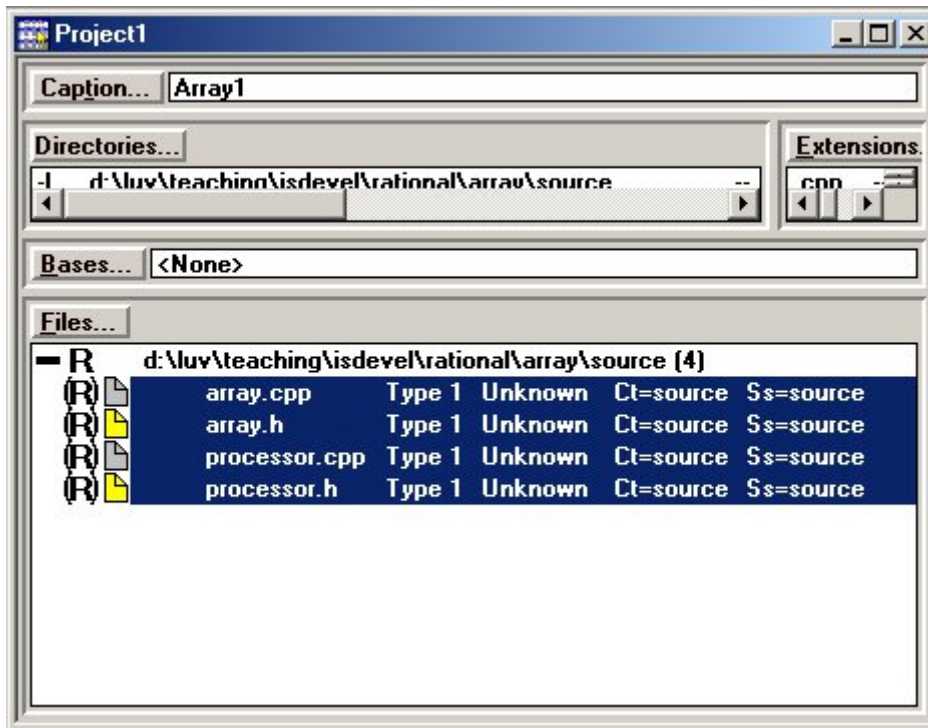 Project1
Caption... Array1
Directories... Extensions.
-I d:\luv\teaching\isdevel\rational\array\source -- cpp --
Bases... <None>
Files...
R d:\luv\teaching\isdevel\rational\array\source (4)
(R) array.cpp Type 1 Unknown Ct=source Ss=source
(R) array.h Type 1 Unknown Ct=source Ss=source
(R) processor.cpp Type 1 Unknown Ct=source Ss=source
(R) processor.h Type 1 Unknown Ct=source Ss=source